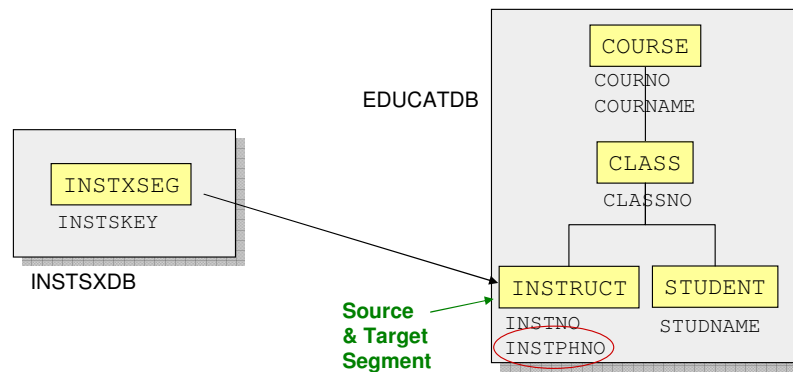 COURSE
COURNO
COURNAME
EDUCATDB
CLASS
CLASSNO
INSTXSEG
INSTSKEY
INSTSXDB
INSTRUCT
STUDENT
Source
& Target
Segment
INSTNO
INSTPHNO
STUDNAME